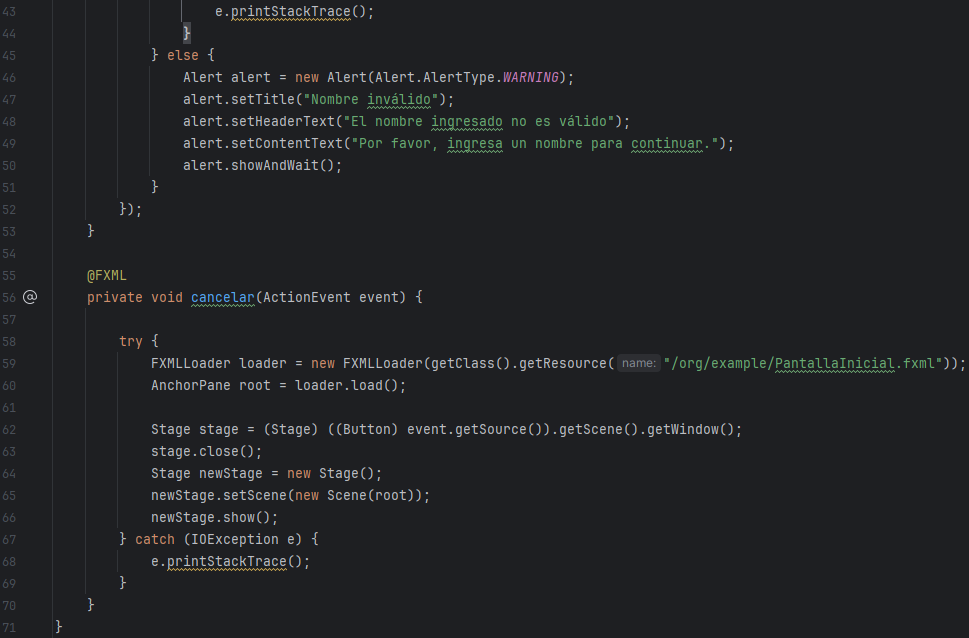 43 e.printStackTrace();
44 }
45 } else {
46 Alert alert = new Alert(Alert.AlertType.WARNING);
47 alert.setTitle("Nombre inválido");
48 alert.setHeaderText("El nombre ingresado no es válido");
49 alert.setContentText("Por favor, ingresa un nombre para continuar.");
50 alert.showAndWait();
51 }
52 });
53 }
54
55 @FXML
56 @ private void cancelar(ActionEvent event) {
57
58 try {
59 FXMLLoader loader = new FXMLLoader(getClass().getResource( name: "/org/example/PantallaInicial.fxml"));
60 AnchorPane root = loader.load();
61
62 Stage stage = (Stage) ((Button) event.getSource()).getScene().getWindow();
63 stage.close();
64 Stage newStage = new Stage();
65 newStage.setScene(new Scene(root));
66 newStage.show();
67 } catch (IOException e) {
68 e.printStackTrace();
69 }
70 }
71 }